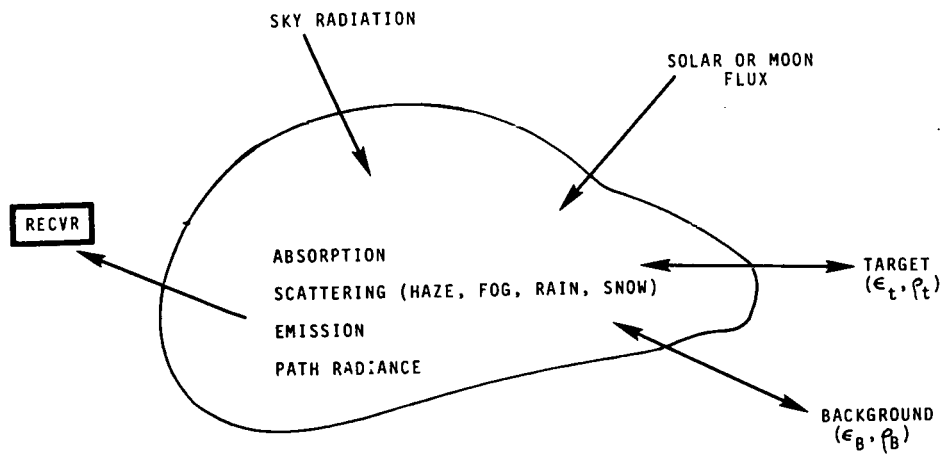 SKY RADIATION
SOLAR OR MOON
FLUX
RECVR
ABSORPTION
SCATTERING (HAZE, FOG, RAIN, SNOW)
EMISSION
PATH RADIANCE
TARGET
(ϵt, ρt)
BACKGROUND
(ϵB, ρB)